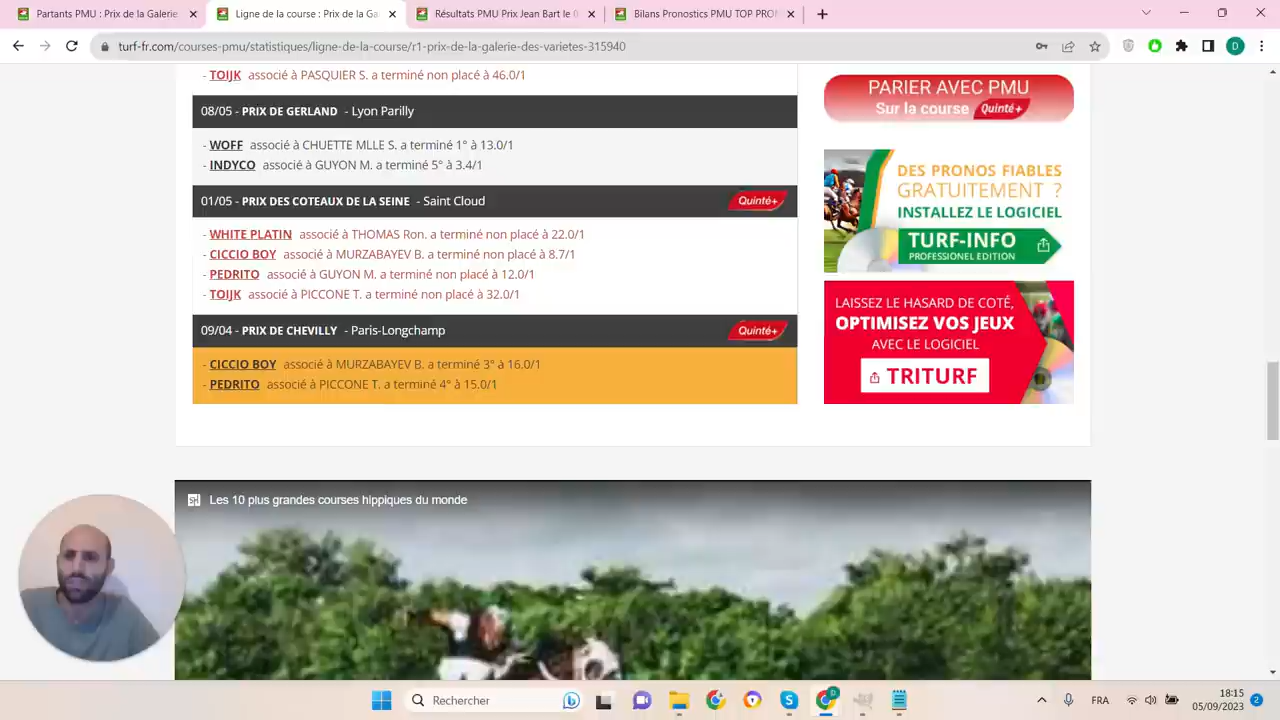 Partants PMU : Prix de la Galerie
Ligne de la course : Prix de la Ga
Résultats PMU Prix Jean Bart le 0
Bilans Pronostics PMU TOP PRON
turf-fr.com/courses-pmu/statistiques/ligne-de-la-course/r1-prix-de-la-galerie-des-varietes-315940
D
- TOIJK associé à PASQUIER S. a terminé non placé à 46.0/1
08/05 - PRIX DE GERLAND - Lyon Parilly
- WOFF associé à CHUETTE MLLE S. a terminé 1° à 13.0/1
- INDYCO associé à GUYON M. a terminé 5° à 3.4/1
01/05 - PRIX DES COTEAUX DE LA SEINE - Saint Cloud Quinté+
- WHITE PLATIN associé à THOMAS Ron. a terminé non placé à 22.0/1
- CICCIO BOY associé à MURZABAYEV B. a terminé non placé à 8.7/1
- PEDRITO associé à GUYON M. a terminé non placé à 12.0/1
- TOIJK associé à PICCONE T. a terminé non placé à 32.0/1
09/04 - PRIX DE CHEVILLY - Paris-Longchamp Quinté+
- CICCIO BOY associé à MURZABAYEV B. a terminé 3° à 16.0/1
- PEDRITO associé à PICCONE T. a terminé 4° à 15.0/1
PARIER AVEC PMU
Sur la course Quinté+
DES PRONOS FIABLES
GRATUITEMENT ?
INSTALLEZ LE LOGICIEL
TURF-INFO
PROFESSIONEL EDITION
LAISSEZ LE HASARD DE COTÉ,
OPTIMISEZ VOS JEUX
AVEC LE LOGICIEL
TRITURF
SH Les 10 plus grandes courses hippiques du monde
Rechercher
D
FRA
18:15
05/09/2023
2